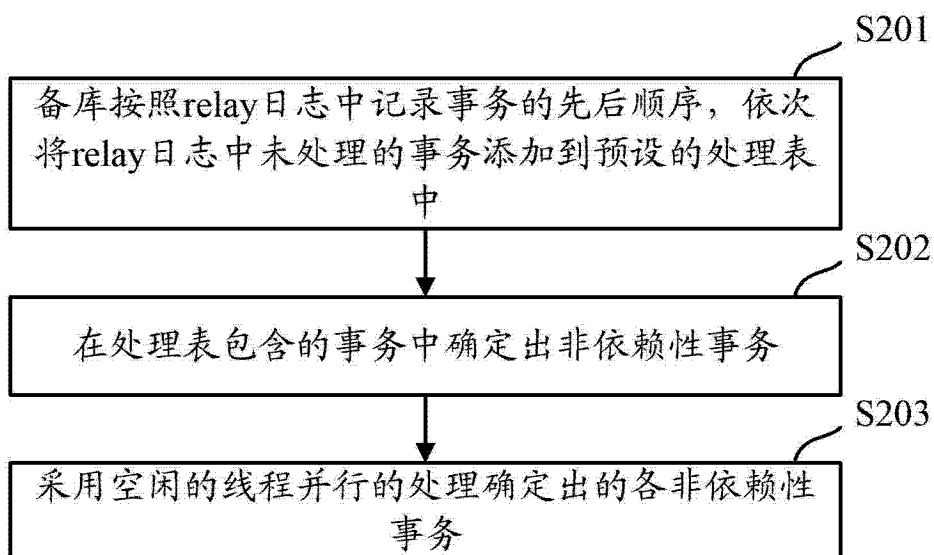 S201
备库按照relay日志中记录事务的先后顺序，依次
将relay日志中未处理的事务添加到预设的处理表
中
S202
在处理表包含的事务中确定出非依赖性事务
S203
采用空闲的线程并行的处理确定出的各非依赖性
事务